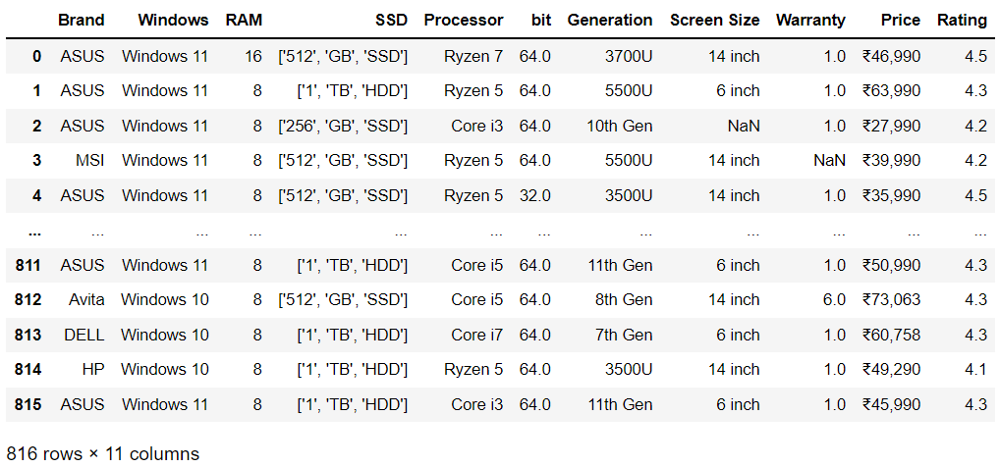 Brand Windows RAM SSD Processor bit Generation Screen Size Warranty Price Rating
0 ASUS Windows 11 16 ['512', 'GB', 'SSD'] Ryzen 7 64.0 3700U 14 inch 1.0 ₹46,990 4.5
1 ASUS Windows 11 8 ['1', 'TB', 'HDD'] Ryzen 5 64.0 5500U 6 inch 1.0 ₹63,990 4.3
2 ASUS Windows 11 8 ['256', 'GB', 'SSD'] Core i3 64.0 10th Gen NaN 1.0 ₹27,990 4.2
3 MSI Windows 11 8 ['512', 'GB', 'SSD'] Ryzen 5 64.0 5500U 14 inch NaN ₹39,990 4.2
4 ASUS Windows 11 8 ['512', 'GB', 'SSD'] Ryzen 5 32.0 3500U 14 inch 1.0 ₹35,990 4.5
... ... ... ... ... ... ... ... ... ... ... ...
811 ASUS Windows 11 8 ['1', 'TB', 'HDD'] Core i5 64.0 11th Gen 6 inch 1.0 ₹50,990 4.3
812 Avita Windows 10 8 ['512', 'GB', 'SSD'] Core i5 64.0 8th Gen 14 inch 6.0 ₹73,063 4.3
813 DELL Windows 10 8 ['1', 'TB', 'HDD'] Core i7 64.0 7th Gen 6 inch 1.0 ₹60,758 4.3
814 HP Windows 10 8 ['1', 'TB', 'HDD'] Ryzen 5 64.0 3500U 14 inch 1.0 ₹49,290 4.1
815 ASUS Windows 11 8 ['1', 'TB', 'HDD'] Core i3 64.0 11th Gen 6 inch 1.0 ₹45,990 4.3
816 rows × 11 columns